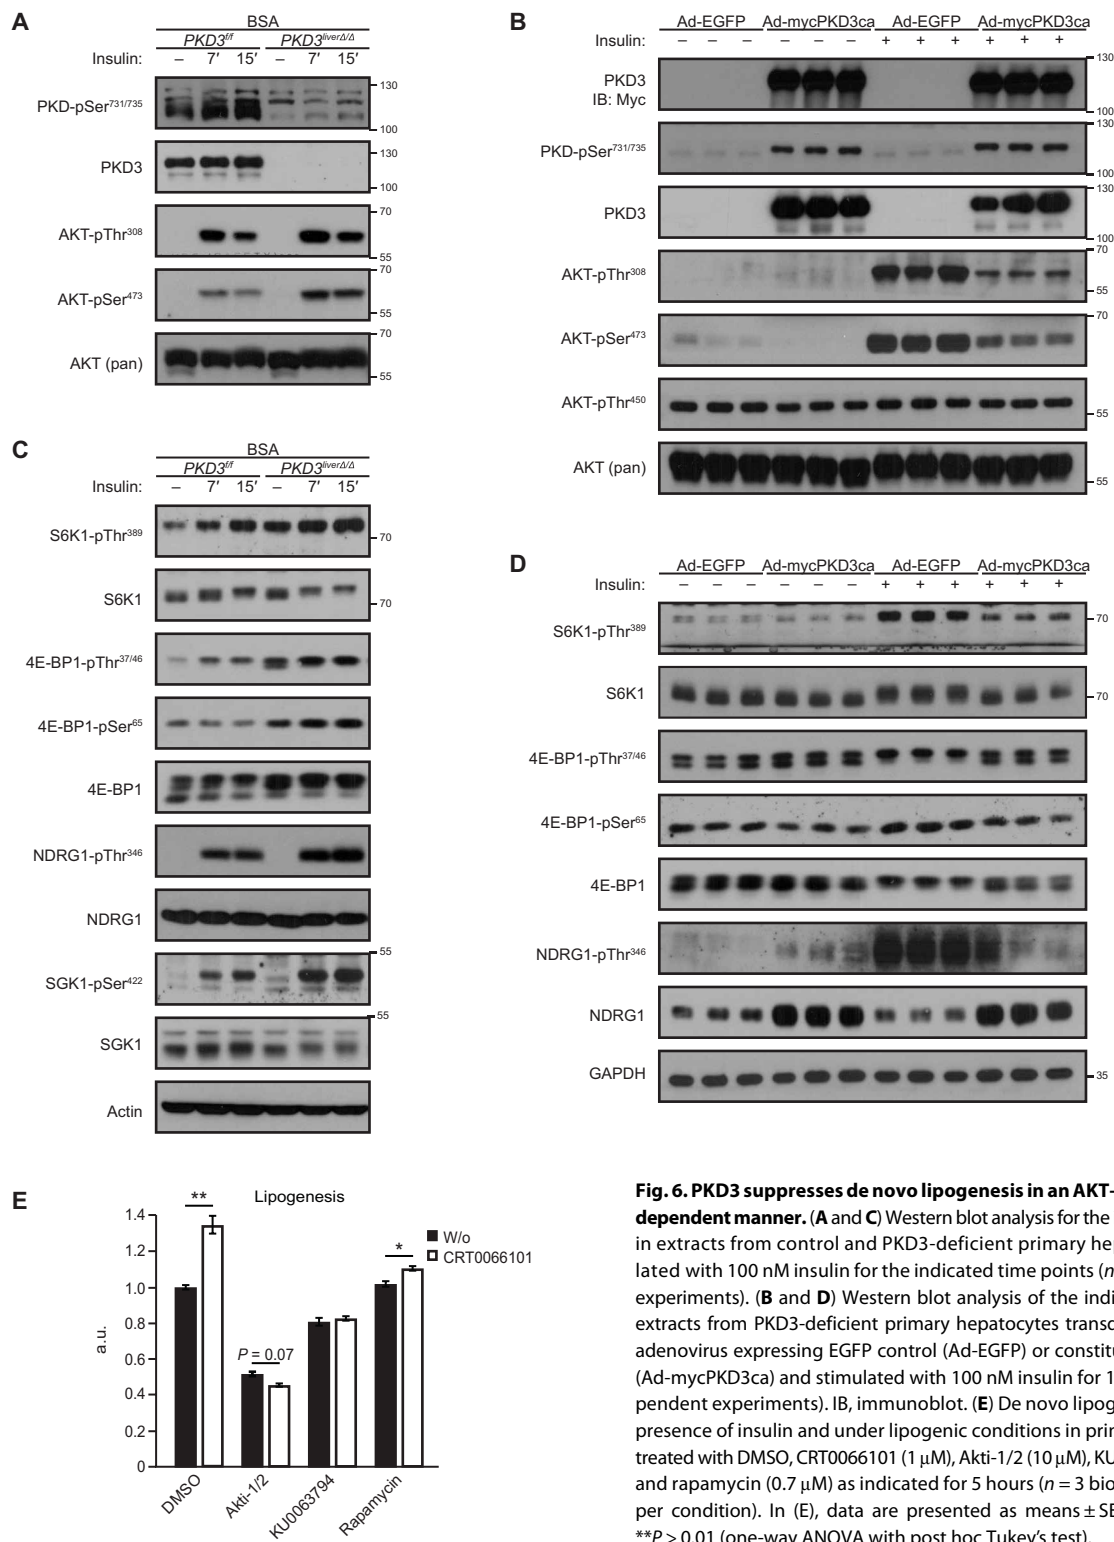 A
BSA
PKD3f/f PKD3liverΔ/Δ
Insulin: – 7′ 15′ – 7′ 15′
PKD-pSer731/735
130
100
PKD3
130
100
AKT-pThr308
70
55
AKT-pSer473
70
55
AKT (pan)
70
55
B
Ad-EGFP Ad-mycPKD3ca Ad-EGFP Ad-mycPKD3ca
Insulin: – – – – – – + + + + + +
PKD3
IB: Myc
130
100
PKD-pSer731/735
130
100
PKD3
130
100
AKT-pThr308
70
55
AKT-pSer473
70
AKT-pThr450
55
AKT (pan)
55
C
BSA
PKD3f/f PKD3liverΔ/Δ
Insulin: – 7′ 15′ – 7′ 15′
S6K1-pThr389
70
S6K1
70
4E-BP1-pThr37/46
4E-BP1-pSer65
4E-BP1
NDRG1-pThr346
NDRG1
SGK1-pSer422
55
SGK1
55
Actin
D
Ad-EGFP Ad-mycPKD3ca Ad-EGFP Ad-mycPKD3ca
Insulin: – – – – – – + + + + + +
S6K1-pThr389
70
S6K1
70
4E-BP1-pThr37/46
4E-BP1-pSer65
4E-BP1
NDRG1-pThr346
NDRG1
GAPDH
35
E
Lipogenesis
**
*
P = 0.07
W/o
CRT0066101
a.u.
1.4
1.2
1.0
0.8
0.6
0.4
0.2
0
DMSO
Akti-1/2
KU0063794
Rapamycin
Fig. 6. PKD3 suppresses de novo lipogenesis in an AKT-
dependent manner. (A and C) Western blot analysis for the
in extracts from control and PKD3-deficient primary hep
lated with 100 nM insulin for the indicated time points (n
experiments). (B and D) Western blot analysis of the indi
extracts from PKD3-deficient primary hepatocytes transc
adenovirus expressing EGFP control (Ad-EGFP) or constitu
(Ad-mycPKD3ca) and stimulated with 100 nM insulin for 1
pendent experiments). IB, immunoblot. (E) De novo lipog
presence of insulin and under lipogenic conditions in prim
treated with DMSO, CRT0066101 (1 μM), Akti-1/2 (10 μM), KU
and rapamycin (0.7 μM) as indicated for 5 hours (n = 3 biol
per condition). In (E), data are presented as means ± SE
**P > 0.01 (one-way ANOVA with post hoc Tukey's test).